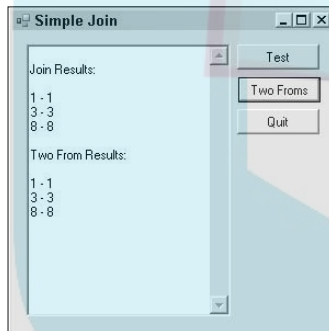 Simple Join
Join Results:
1 - 1
3 - 3
8 - 8
Two From Results:
1 - 1
3 - 3
8 - 8
Test
Two Froms
Quit